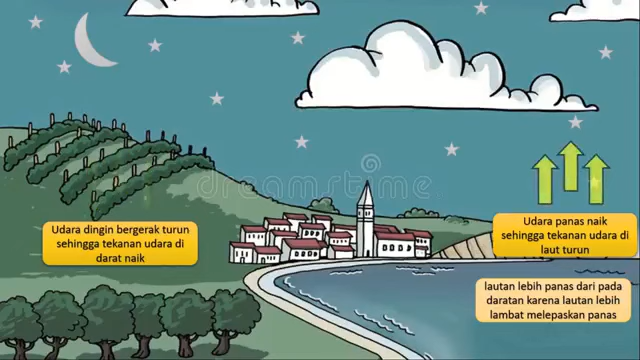 dreamstime
Udara dingin bergerak turun
sehingga tekanan udara di
darat naik
Udara panas naik
sehingga tekanan udara di
laut turun
lautan lebih panas dari pada
daratan karena lautan lebih
lambat melepaskan panas